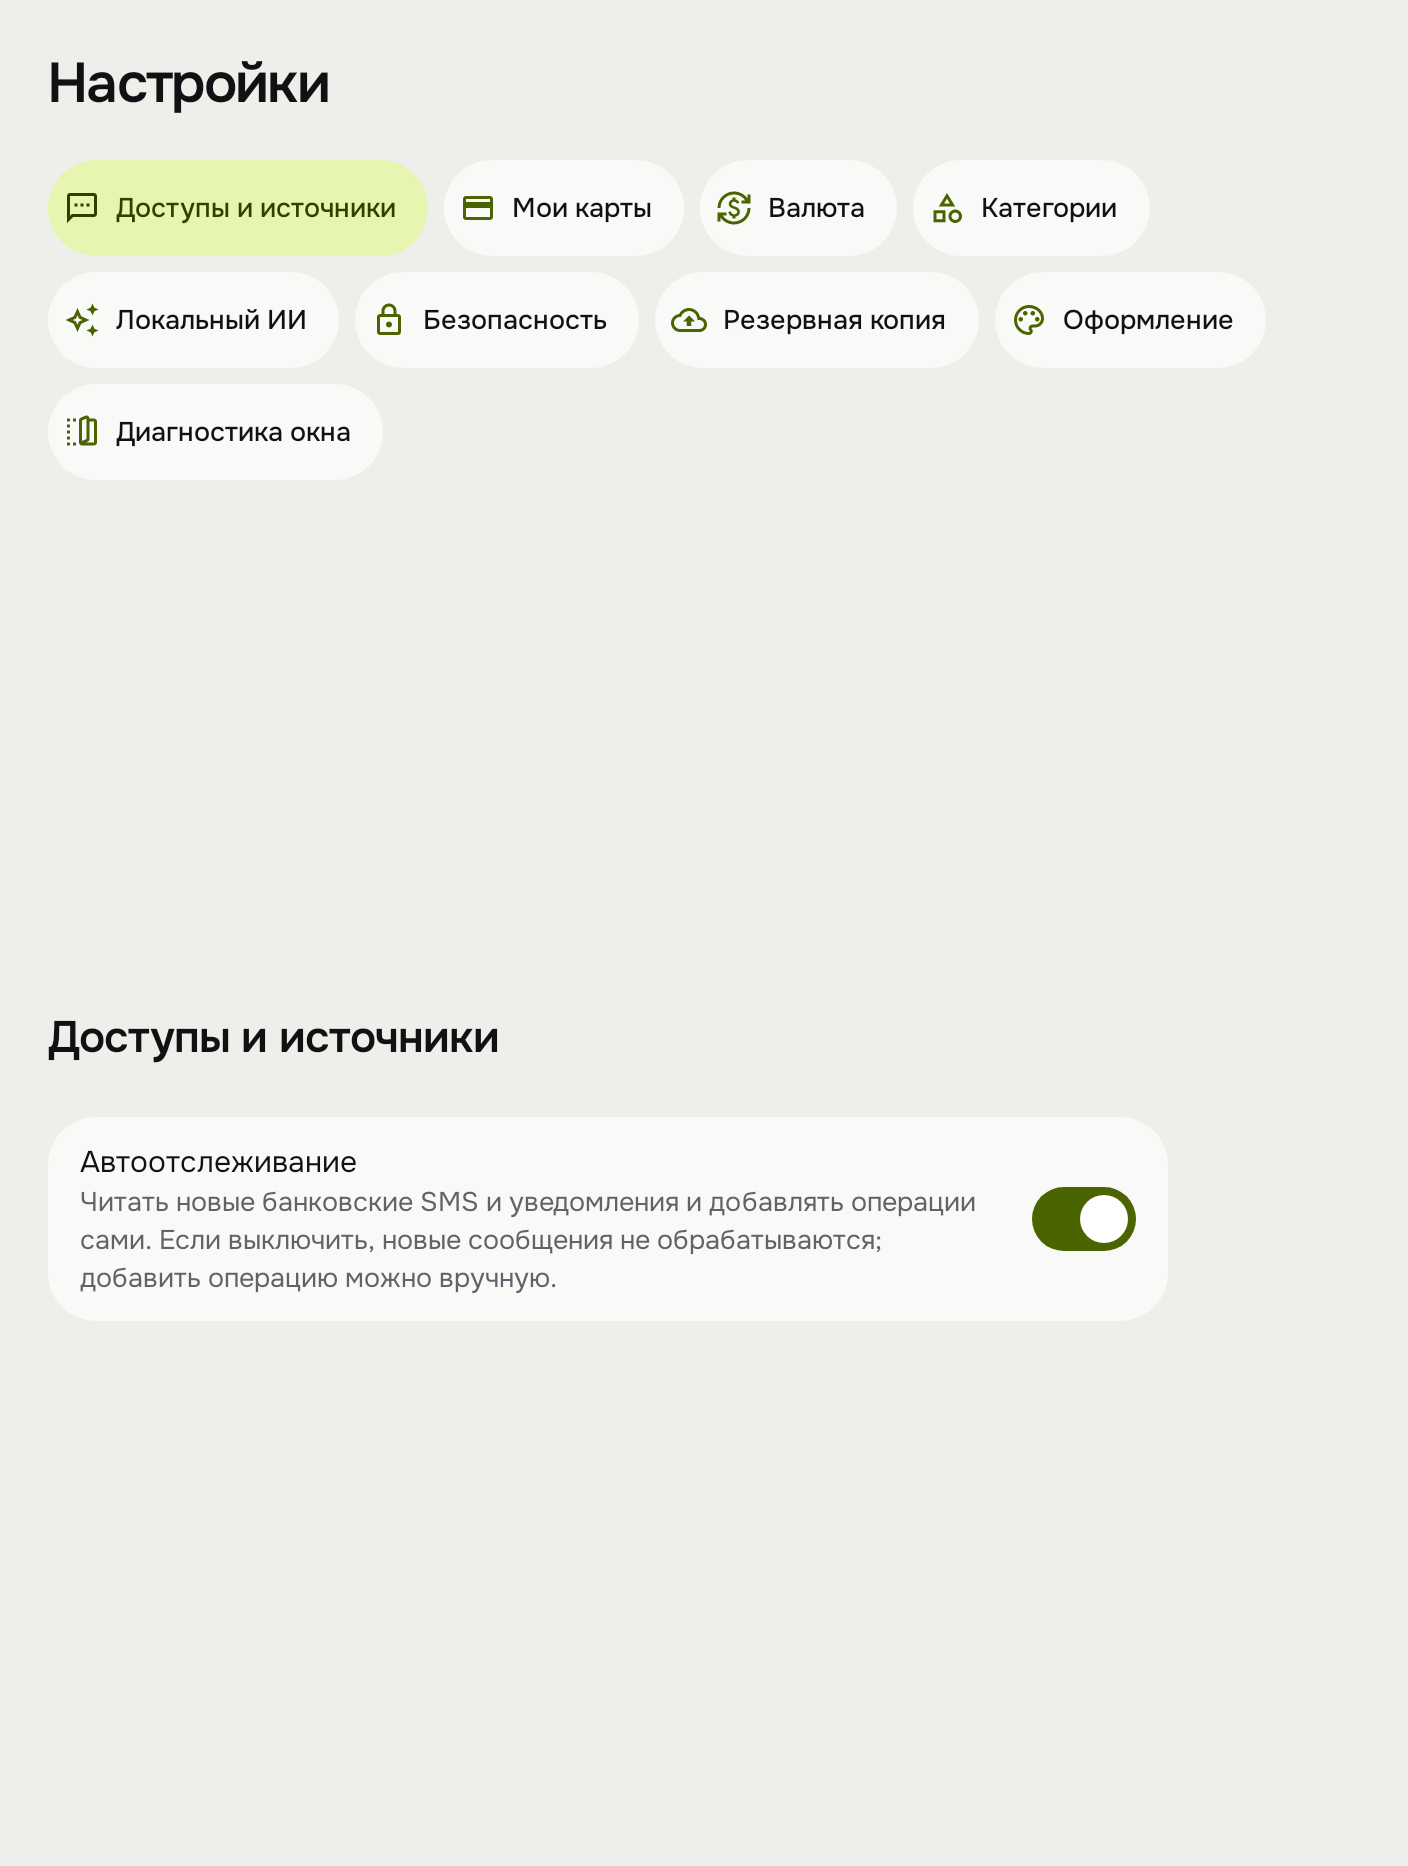 Настройки
Доступы и источники
Мои карты
Валюта
Категории
Локальный ИИ
Безопасность
Резервная копия
Оформление
Диагностика окна
Доступы и источники
Автоотслеживание
Читать новые банковские SMS и уведомления и добавлять операции
сами. Если выключить, новые сообщения не обрабатываются;
добавить операцию можно вручную.